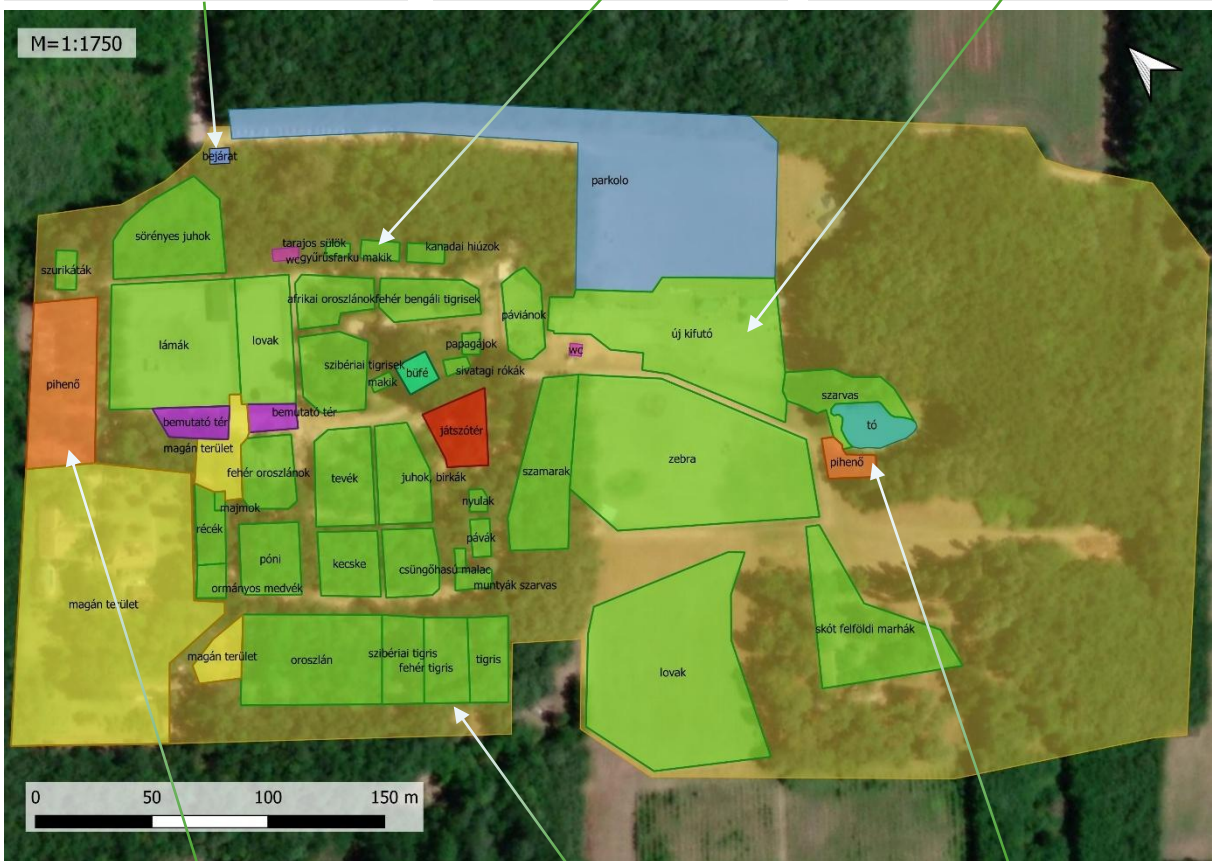 M=1:1750
bejárat
parkolo
sörényes juhok
tarajos sülök
kanadai hiúzok
wc
gyűrűsfarku makik
szurikáták
afrikai oroszlánok
fehér bengáli tigrisek
páviánok
új kifutó
lámák
lovak
papagájok
wc
szibériai tigrisek
sivatagi rókák
büfé
makik
pihenő
szarvas
bemutató tér
bemutató tér
tó
játszótér
magán terület
zebra
pihenő
fehér oroszlánok
tevék
juhok, birkák
szamarak
nyulak
majmok
récék
pávák
póni
kecske
csüngőhasú malac
ormányos medvék
muntyák szarvas
magán terület
skót felföldi marhák
szibériai tigris
magán terület
oroszlán
tigris
fehér tigris
lovak
0 50 100 150 m